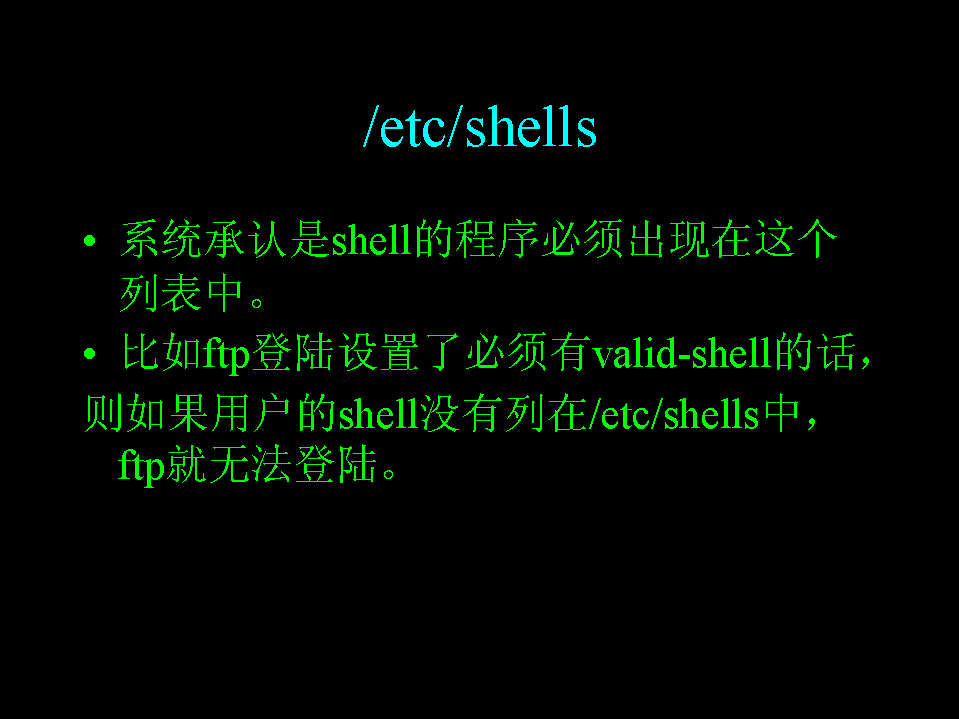 /etc/shells
• 系统承认是shell的程序必须出现在这个
列表中。
• 比如ftp登陆设置了必须有valid-shell的话，
则如果用户的shell没有列在/etc/shells中，
ftp就无法登陆。